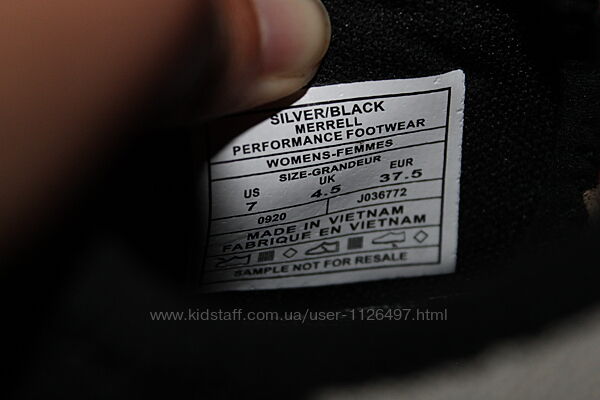 SILVER/BLACK
MERRELL
PERFORMANCE FOOTWEAR
WOMENS-FEMMES
SIZE-GRANDEUR
US UK EUR
7 4.5 37.5
0920 J036772
MADE IN VIETNAM
FABRIQUE EN VIETNAM
SAMPLE NOT FOR RESALE
www.kidstaff.com.ua/user-1126497.html